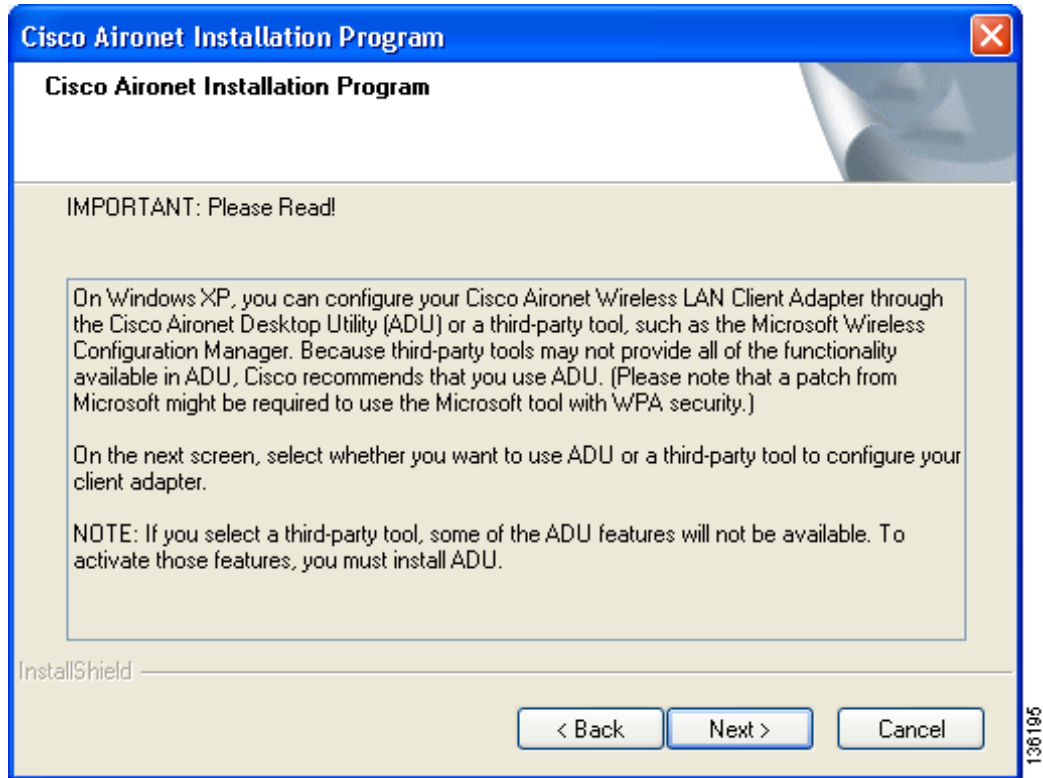 Cisco Aironet Installation Program
Cisco Aironet Installation Program
IMPORTANT: Please Read!
On Windows XP, you can configure your Cisco Aironet Wireless LAN Client Adapter through
the Cisco Aironet Desktop Utility (ADU) or a third-party tool, such as the Microsoft Wireless
Configuration Manager. Because third-party tools may not provide all of the functionality
available in ADU, Cisco recommends that you use ADU. (Please note that a patch from
Microsoft might be required to use the Microsoft tool with WPA security.)
On the next screen, select whether you want to use ADU or a third-party tool to configure your
client adapter.
NOTE: If you select a third-party tool, some of the ADU features will not be available. To
activate those features, you must install ADU.
InstallShield
< Back
Next >
Cancel
136195